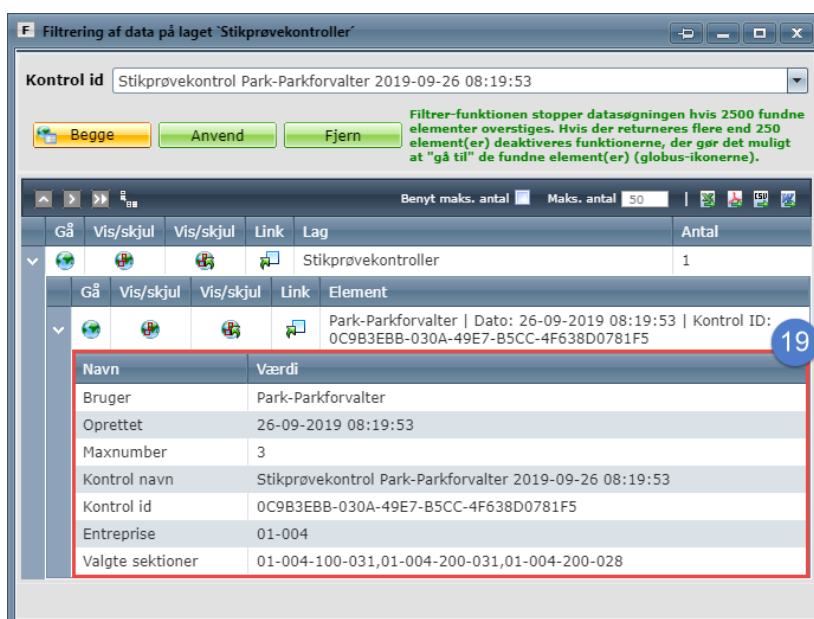 F Filtrering af data på laget `Stikprøvekontroller´
Kontrol id Stikprøvekontrol Park-Parkforvalter 2019-09-26 08:19:53
Begge Anvend Fjern
Filtrer-funktionen stopper datasøgningen hvis 2500 fundne
elementer overstiges. Hvis der returneres flere end 250
element(er) deaktiveres funktionerne, der gør det muligt
at "gå til" de fundne element(er) (globus-ikonerne).
Benyt maks. antal Maks. antal 50 | CSV
Gå Vis/skjul Vis/skjul Link Lag Antal
Stikprøvekontroller 1
Gå Vis/skjul Vis/skjul Link Element
Park-Parkforvalter | Dato: 26-09-2019 08:19:53 | Kontrol ID:
0C9B3EBB-030A-49E7-B5CC-4F638D0781F5
19
Navn Værdi
Bruger Park-Parkforvalter
Oprettet 26-09-2019 08:19:53
Maxnumber 3
Kontrol navn Stikprøvekontrol Park-Parkforvalter 2019-09-26 08:19:53
Kontrol id 0C9B3EBB-030A-49E7-B5CC-4F638D0781F5
Entreprise 01-004
Valgte sektioner 01-004-100-031,01-004-200-031,01-004-200-028